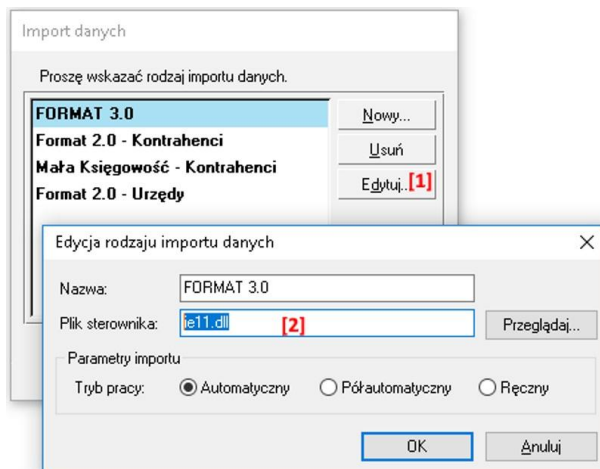 Import danych
Proszę wskazać rodzaj importu danych.
FORMAT 3.0
Format 2.0 - Kontrahenci
Mała Księgowość - Kontrahenci
Format 2.0 - Urzędy
Nowy...
Usuń
Edytuj... [1]
Edycja rodzaju importu danych
Nazwa: FORMAT 3.0
Plik sterownika: ie11.dll [2] Przeglądaj...
Parametry importu
Tryb pracy: Automatyczny Półautomatyczny Ręczny
OK Anuluj